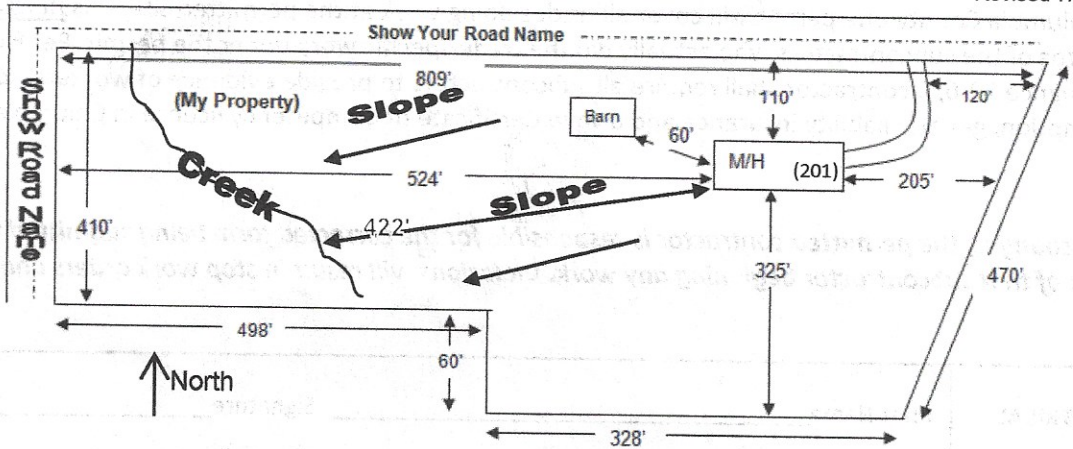 Show Your Road Name
Show Road Name
809'
(My Property)
Slope
110'
120'
Barn
60'
M/H
(201)
Creek
524'
Slope
205'
410'
422'
325'
470'
498'
60'
North
328'